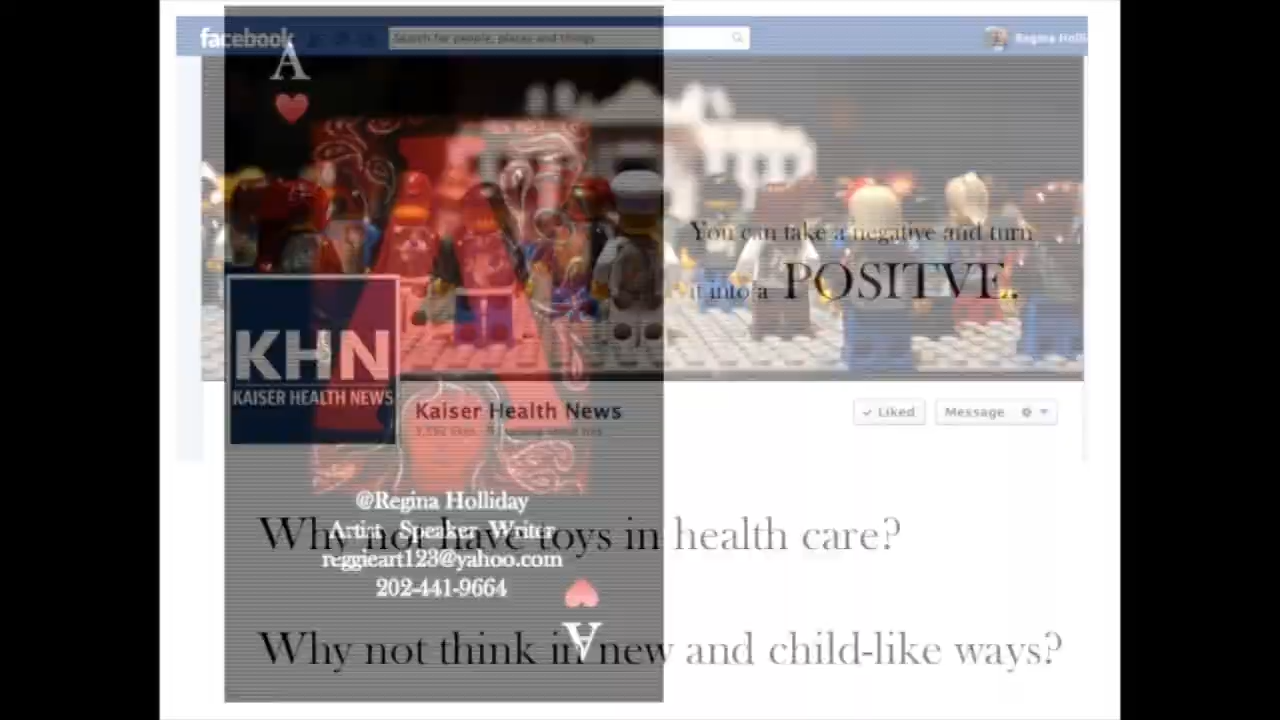 facebook
Search for people, places and things
Regina Holli
A
You can take a negative and turn
it into a POSITVE.
KHN
KAISER HEALTH NEWS
Kaiser Health News
Liked
Message
@Regina Holliday
Artist Speaker Writer
reggieart123@yahoo.com
202-441-9664
Why not have toys in health care?
A
Why not think in new and child-like ways?